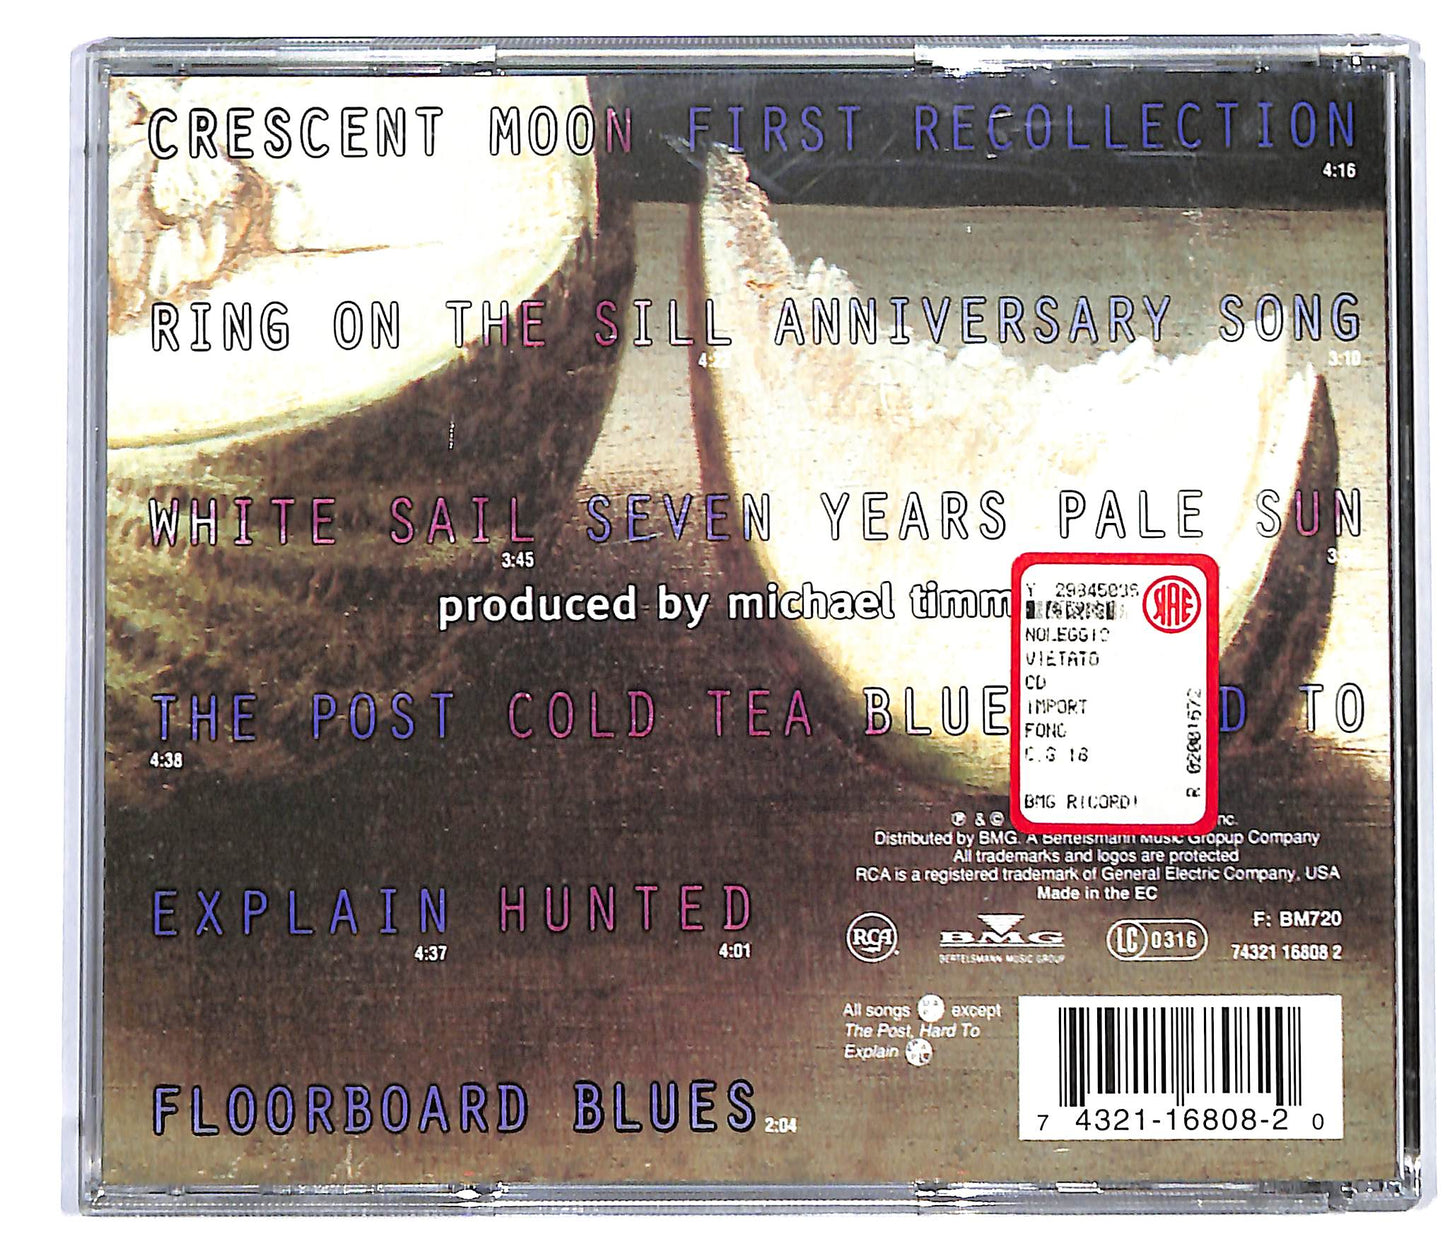 CRESCENT MOON FIRST RECOLLECTION
4:16
RING ON THE SILL ANNIVERSARY SONG
3:10
WHITE SAIL SEVEN YEARS PALE SUN
3:45
produced by michael
THE POST COLD TEA BLUE TO
4:38
EXPLAIN HUNTED
4:37 4:01
FLOORBOARD BLUES 2:04
NOLEGGIO
VIETATO
CD
IMPORT
FONO
C.S 18
BMG RICORDI
℗ & ©
Distributed by BMG. A Bertelsmann Music Gropup Company
All trademarks and logos are protected
RCA is a registered trademark of General Electric Company, USA
Made in the EC
RCA BMG LC 0316
BERTELSMANN MUSIC GROUP
F: BM720
74321 16808 2
All songs except
The Post, Hard To
Explain
7 4321-16808-2 0